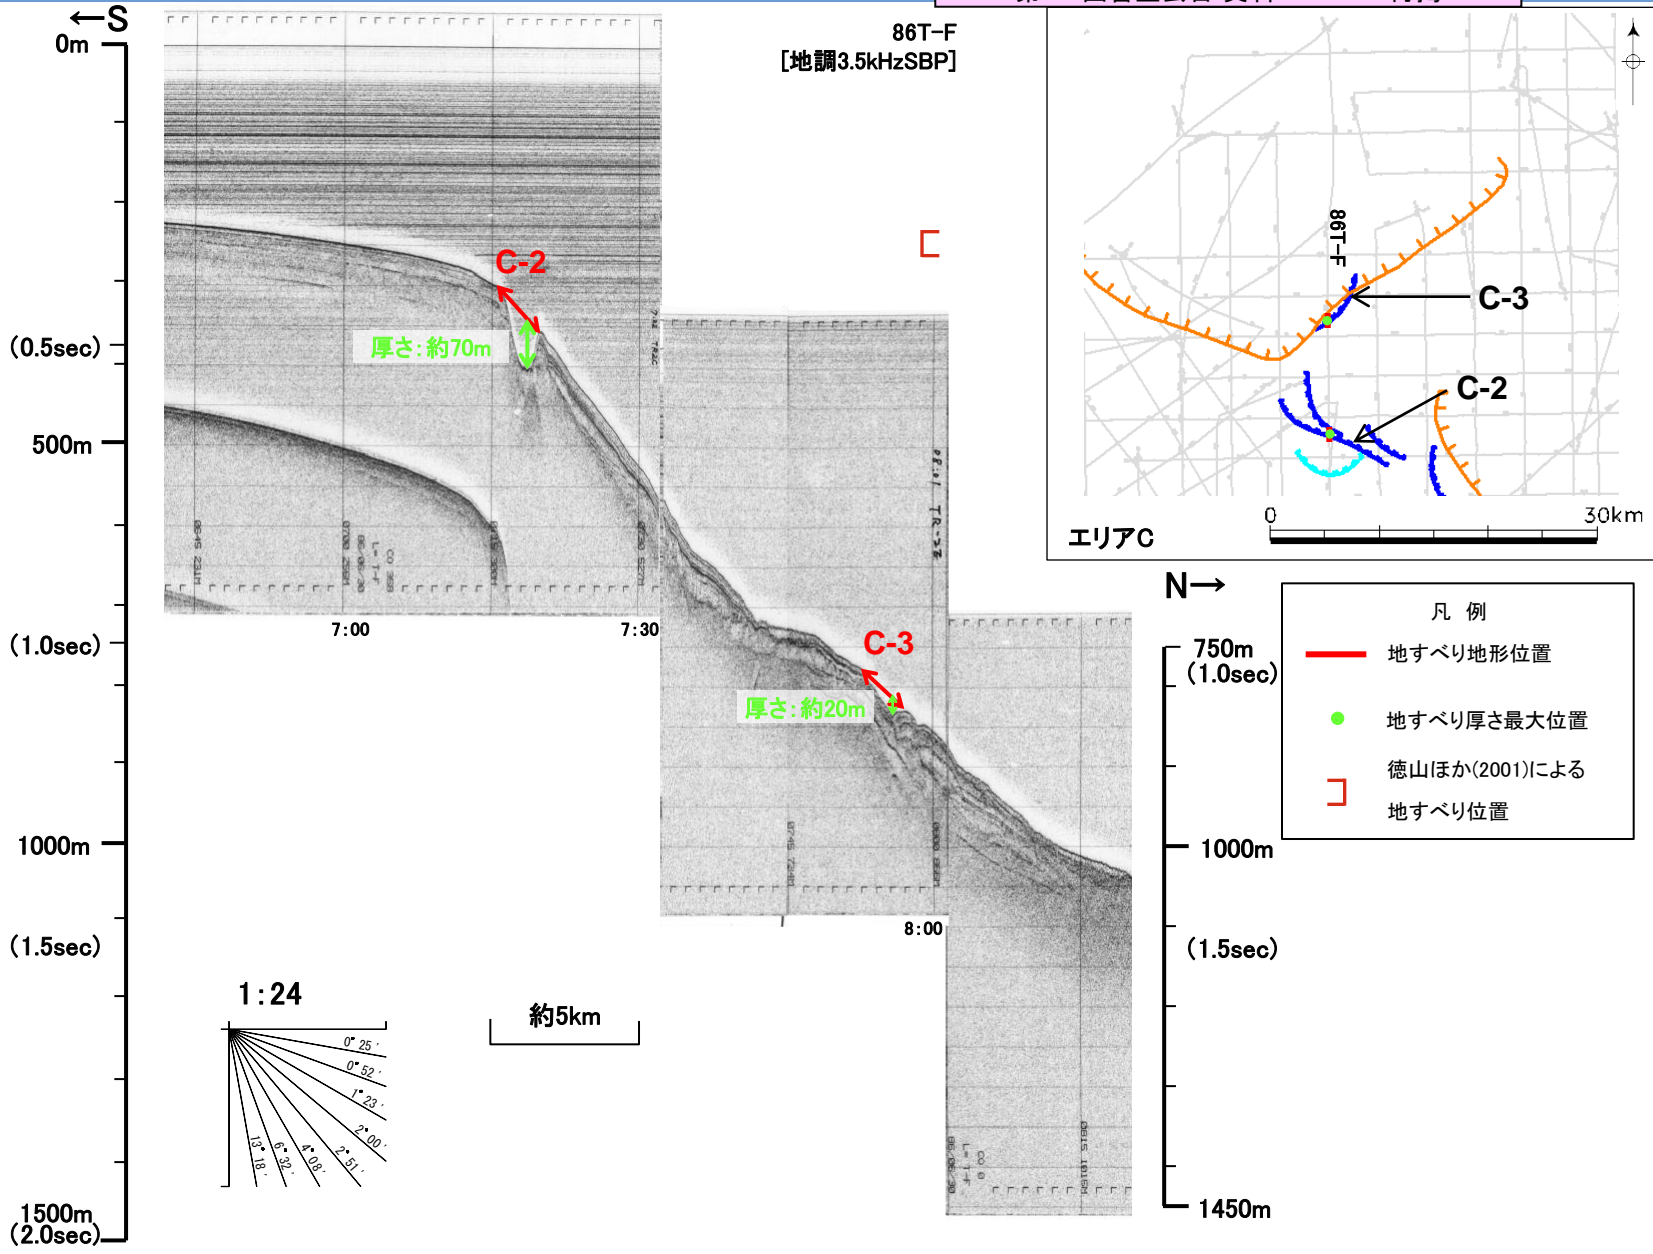 ←S
0m
(0.5sec)
500m
(1.0sec)
1000m
(1.5sec)
1500m
(2.0sec)
86T-F
[地調3.5kHzSBP]
C-2
厚さ:約70m
7:00
7:30
C-3
厚さ:約20m
8:00
1:24
0°25′
0°52′
1°23′
2°00′
2°51′
4°08′
6°32′
13°18′
約5km
86T-F
C-3
C-2
エリアC
0
30km
N→
750m
(1.0sec)
1000m
(1.5sec)
1450m
凡 例
地すべり地形位置
地すべり厚さ最大位置
徳山ほか(2001)による
地すべり位置